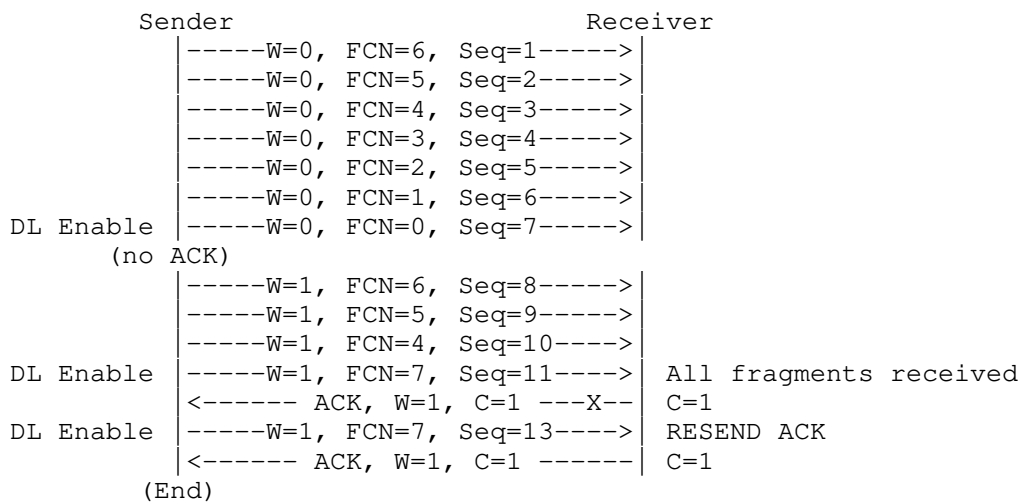 Sender                           Receiver
          |-----W=0, FCN=6, Seq=1----->|
          |-----W=0, FCN=5, Seq=2----->|
          |-----W=0, FCN=4, Seq=3----->|
          |-----W=0, FCN=3, Seq=4----->|
          |-----W=0, FCN=2, Seq=5----->|
          |-----W=0, FCN=1, Seq=6----->|
DL Enable |-----W=0, FCN=0, Seq=7----->|
      (no ACK)
          |-----W=1, FCN=6, Seq=8----->|
          |-----W=1, FCN=5, Seq=9----->|
          |-----W=1, FCN=4, Seq=10---->|
DL Enable |-----W=1, FCN=7, Seq=11---->| All fragments received
          |<------ ACK, W=1, C=1 ---X--| C=1
DL Enable |-----W=1, FCN=7, Seq=13---->| RESEND ACK
          |<------ ACK, W=1, C=1 ------| C=1
        (End)